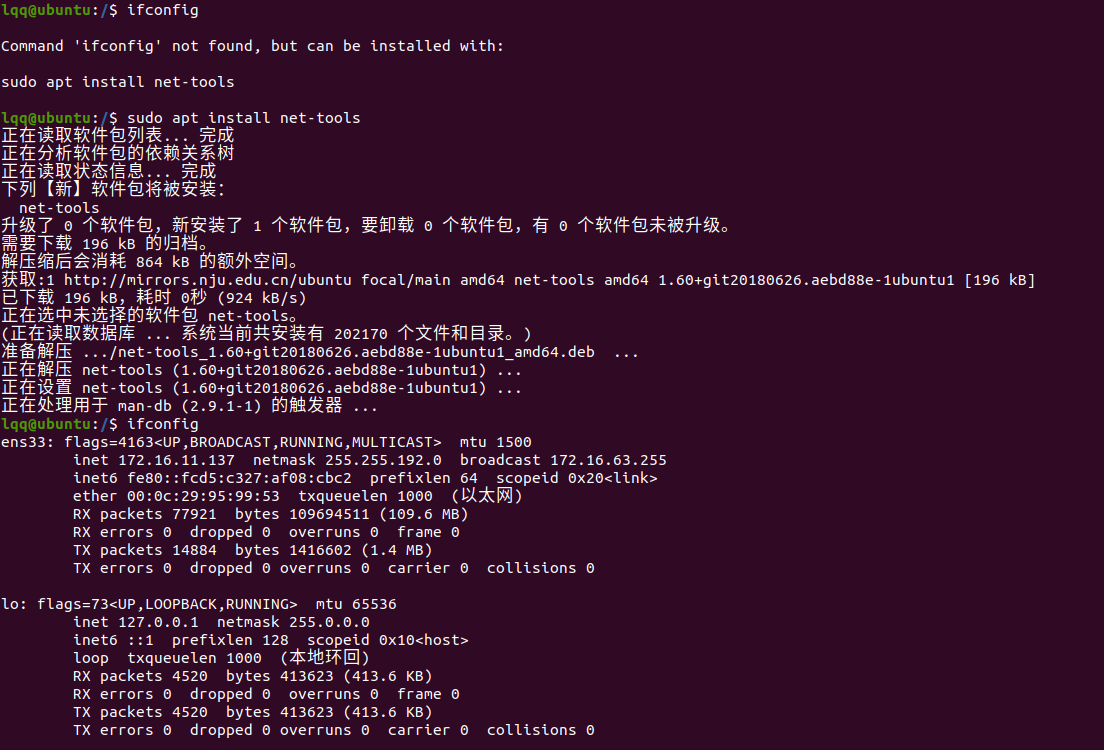 lqq@ubuntu:/$ ifconfig
Command 'ifconfig' not found, but can be installed with:
sudo apt install net-tools
lqq@ubuntu:/$ sudo apt install net-tools
正在读取软件包列表... 完成
正在分析软件包的依赖关系树
正在读取状态信息... 完成
下列【新】软件包将被安装：
  net-tools
升级了 0 个软件包，新安装了 1 个软件包，要卸载 0 个软件包，有 0 个软件包未被升级。
需要下载 196 kB 的归档。
解压缩后会消耗 864 kB 的额外空间。
获取:1 http://mirrors.nju.edu.cn/ubuntu focal/main amd64 net-tools amd64 1.60+git20180626.aebd88e-1ubuntu1 [196 kB]
已下载 196 kB，耗时 0秒 (924 kB/s)
正在选中未选择的软件包 net-tools。
(正在读取数据库 ... 系统当前共安装有 202170 个文件和目录。)
准备解压 .../net-tools_1.60+git20180626.aebd88e-1ubuntu1_amd64.deb  ...
正在解压 net-tools (1.60+git20180626.aebd88e-1ubuntu1) ...
正在设置 net-tools (1.60+git20180626.aebd88e-1ubuntu1) ...
正在处理用于 man-db (2.9.1-1) 的触发器 ...
lqq@ubuntu:/$ ifconfig
ens33: flags=4163<UP,BROADCAST,RUNNING,MULTICAST>  mtu 1500
        inet 172.16.11.137  netmask 255.255.192.0  broadcast 172.16.63.255
        inet6 fe80::fcd5:c327:af08:cbc2  prefixlen 64  scopeid 0x20<link>
        ether 00:0c:29:95:99:53  txqueuelen 1000  (以太网)
        RX packets 77921  bytes 109694511 (109.6 MB)
        RX errors 0  dropped 0  overruns 0  frame 0
        TX packets 14884  bytes 1416602 (1.4 MB)
        TX errors 0  dropped 0 overruns 0  carrier 0  collisions 0
lo: flags=73<UP,LOOPBACK,RUNNING>  mtu 65536
        inet 127.0.0.1  netmask 255.0.0.0
        inet6 ::1  prefixlen 128  scopeid 0x10<host>
        loop  txqueuelen 1000  (本地环回)
        RX packets 4520  bytes 413623 (413.6 KB)
        RX errors 0  dropped 0  overruns 0  frame 0
        TX packets 4520  bytes 413623 (413.6 KB)
        TX errors 0  dropped 0 overruns 0  carrier 0  collisions 0